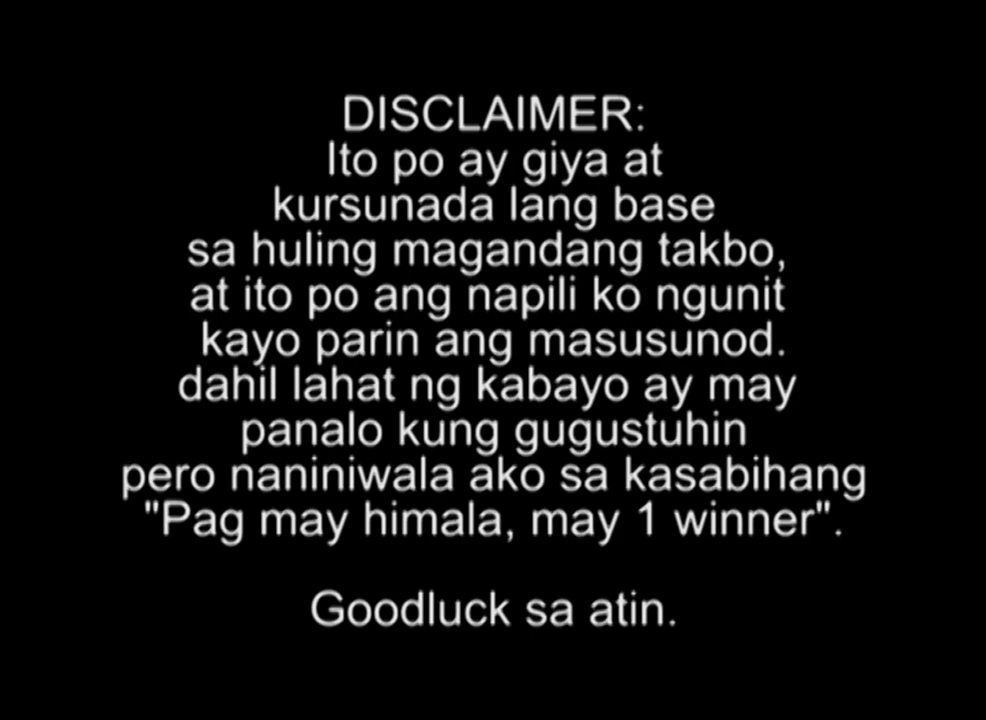 DISCLAIMER:
Ito po ay giya at
kursunada lang base
sa huling magandang takbo,
at ito po ang napili ko ngunit
kayo parin ang masusunod.
dahil lahat ng kabayo ay may
panalo kung gugustuhin
pero naniniwala ako sa kasabihang
"Pag may himala, may 1 winner".
Goodluck sa atin.